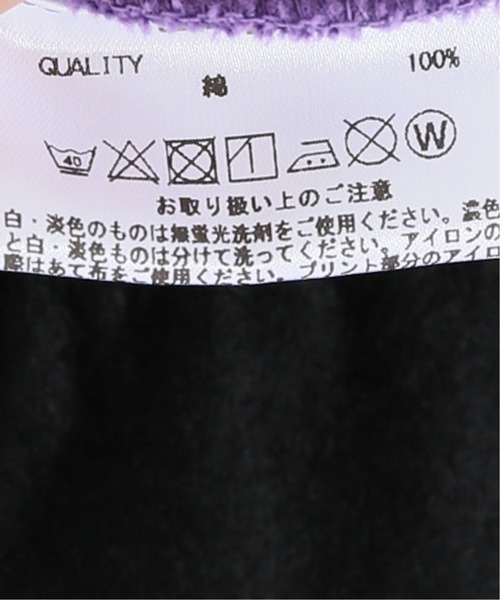 QUALITY 100%
綿
40 W
お取り扱い上のご注意
白・淡色のものは無蛍光洗剤をご使用ください。濃色
と白・淡色のものは分けて洗ってください。アイロンの
際はあて布をご使用ください。プリント部分のアイロ